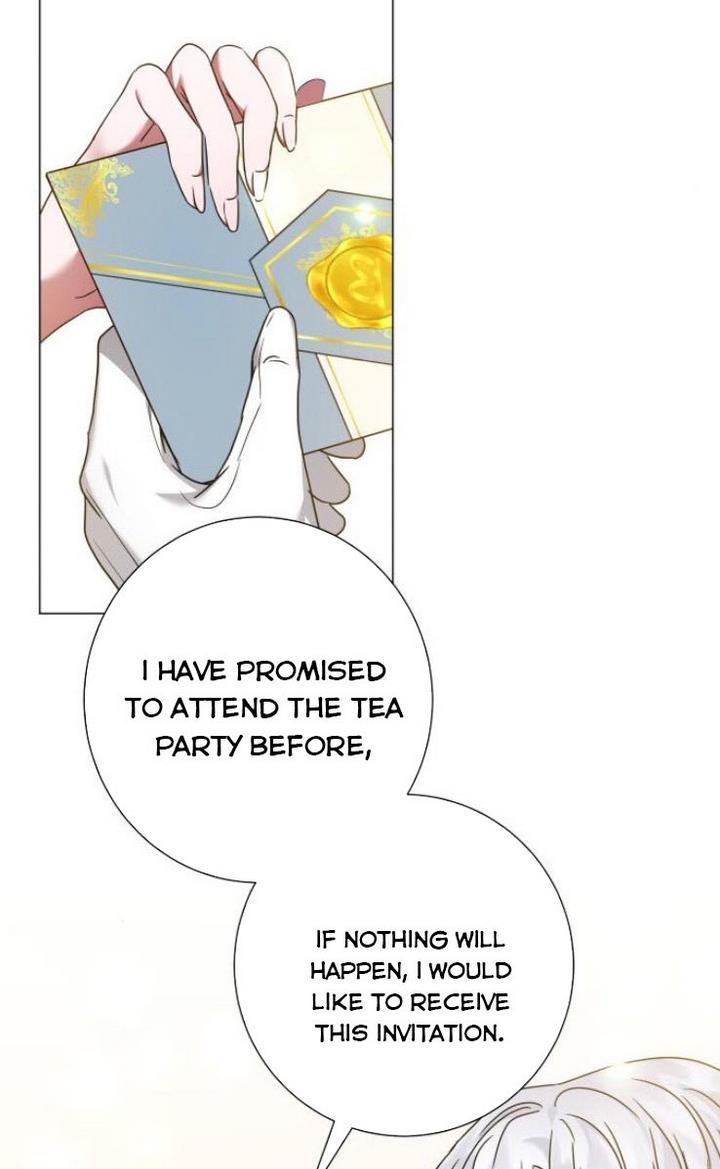 I HAVE PROMISED
TO ATTEND THE TEA
PARTY BEFORE,
IF NOTHING WILL
HAPPEN, I WOULD
LIKE TO RECEIVE
THIS INVITATION.